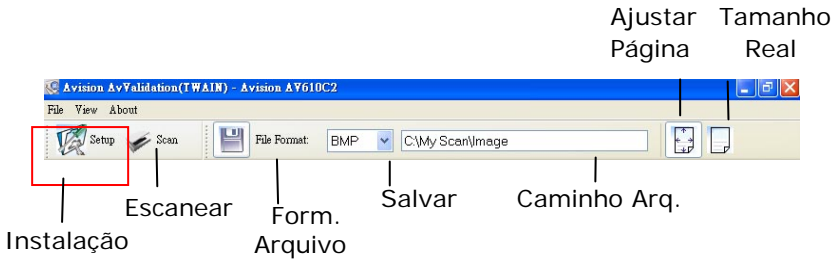 Ajustar Página
Tamanho Real
Avision AvValidation(TWAIN) - Avision AV610C2
File View About
Setup Scan File Format: BMP C:\My Scan\Image
Instalação
Escanear
Form. Arquivo
Salvar
Caminho Arq.